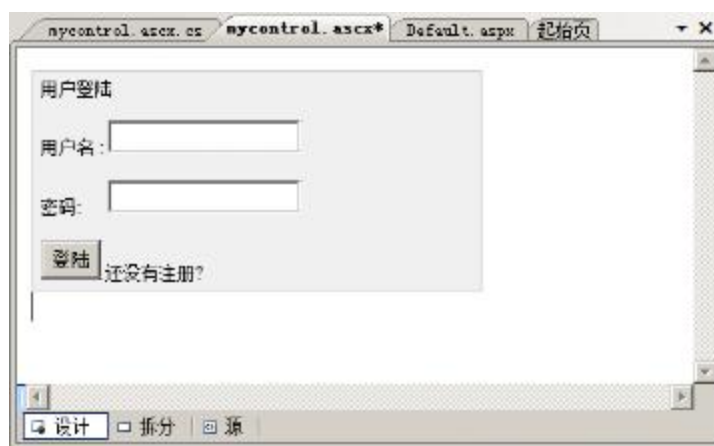 mycontrol.ascx.cs mycontrol.ascx* Default.aspx 起始页
用户登陆
用户名:
密码:
登陆 还没有注册?
设计 拆分 源